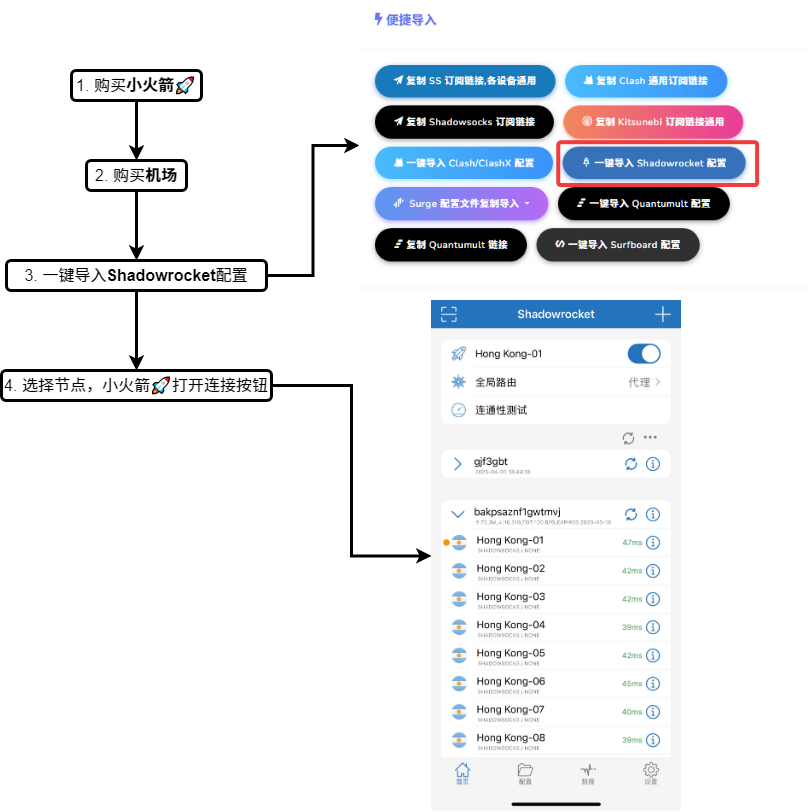 便捷导入
1. 购买小火箭🚀
2. 购买机场
3. 一键导入Shadowrocket配置
4. 选择节点，小火箭🚀打开连接按钮
复制 SS 订阅链接,各设备通用
复制 Clash 通用订阅链接
复制 Shadowsocks 订阅链接
复制 Kitsunebi 订阅链接通用
一键导入 Clash/ClashX 配置
一键导入 Shadowrocket 配置
Surge 配置文件复制导入
一键导入 Quantumult 配置
复制 Quantumult 链接
一键导入 Surfboard 配置
Shadowrocket
Hong Kong-01
全局路由
代理
连通性测试
gjf3gbt
bakpsaznf1gwtmvj
Hong Kong-01
SHADOWSOCKS / NONE
47ms
Hong Kong-02
SHADOWSOCKS / NONE
42ms
Hong Kong-03
SHADOWSOCKS / NONE
42ms
Hong Kong-04
SHADOWSOCKS / NONE
39ms
Hong Kong-05
SHADOWSOCKS / NONE
42ms
Hong Kong-06
SHADOWSOCKS / NONE
45ms
Hong Kong-07
SHADOWSOCKS / NONE
40ms
Hong Kong-08
SHADOWSOCKS / NONE
39ms
首页
配置
数据
设置